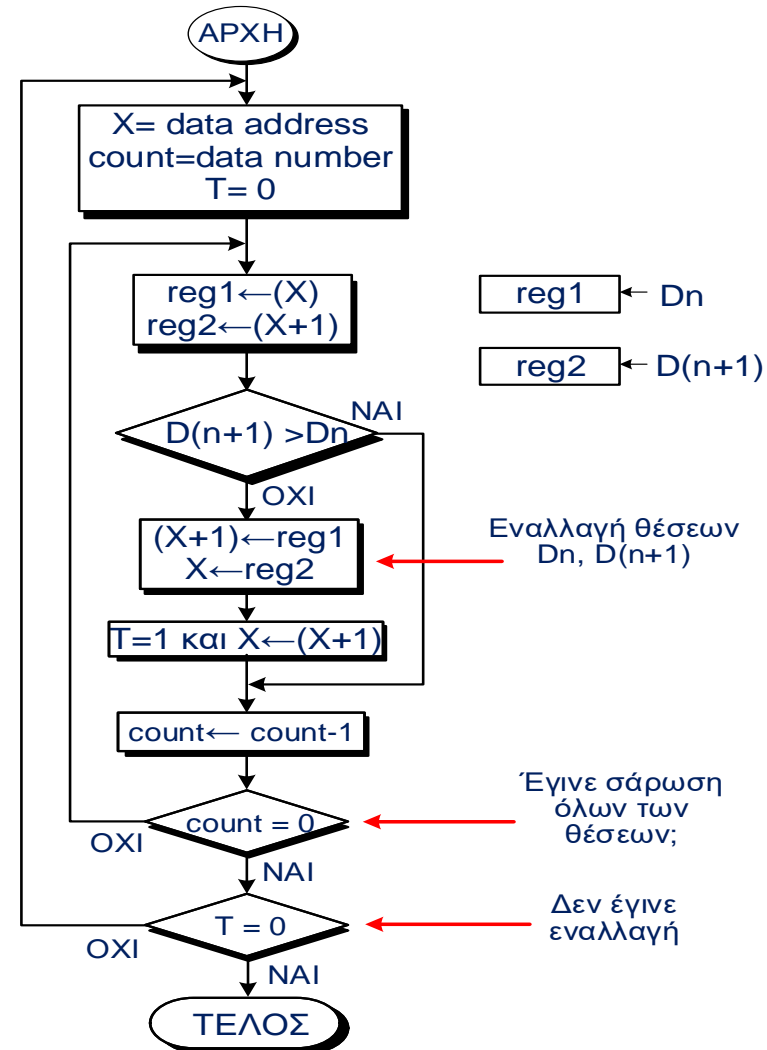 ΑΡΧΗ
X= data address
count=data number
T= 0
reg1←(X)
reg2←(X+1)
reg1
Dn
reg2
D(n+1)
D(n+1) >Dn
ΝΑΙ
ΟΧΙ
(X+1)←reg1
X←reg2
Εναλλαγή θέσεων
Dn, D(n+1)
T=1 και X←(X+1)
count← count-1
count = 0
ΟΧΙ
ΝΑΙ
Έγινε σάρωση
όλων των
θέσεων;
T = 0
ΟΧΙ
ΝΑΙ
Δεν έγινε
εναλλαγή
ΤΕΛΟΣ